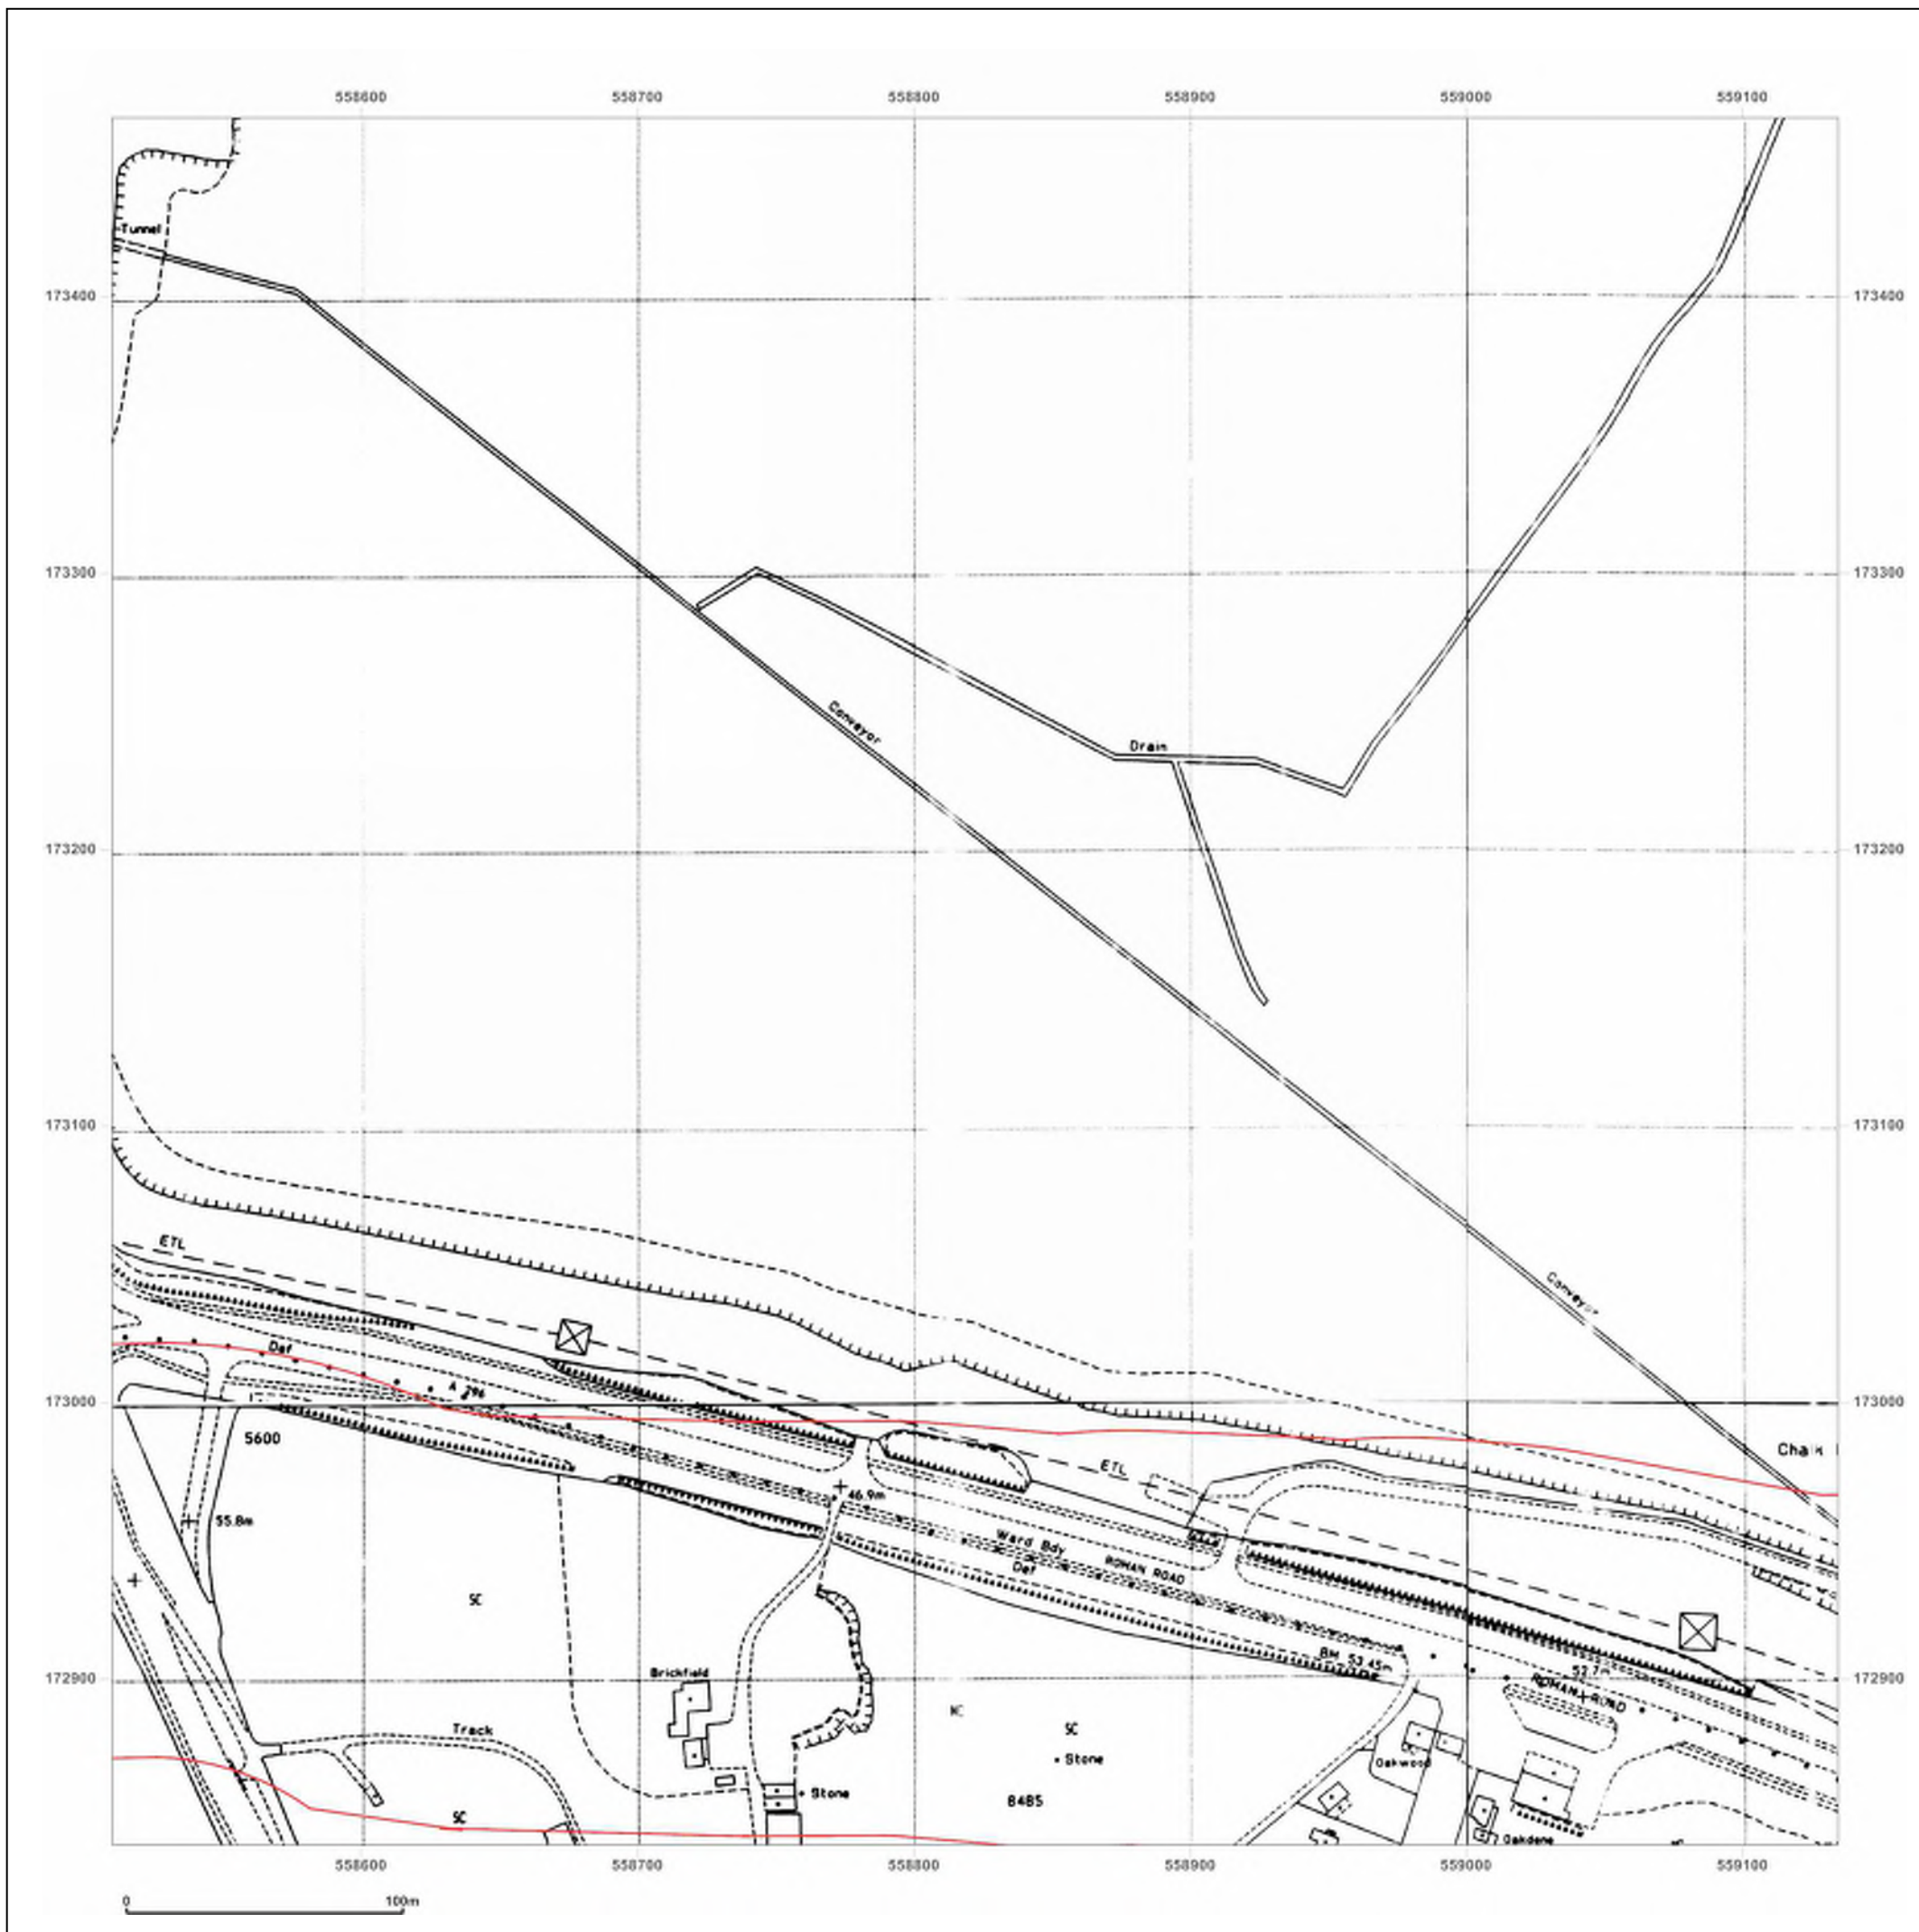 558600 558700 558800 558900 559000 559100
Tunnel
173400 173400
173300 173300
Conveyor
Drain
173200 173200
173100 173100
ETL
Conveyor
Def
A 296
173000 173000
5600
Chalk
ETL
46.9m
55.8m
Ward Bdy
ROMAN ROAD
Def
SC
BM 53.45m
52.7m
Brickfield
172900 172900
ROMAN ROAD
NC
SC
Track
Stone
Oakwood
Stone
8485
SC
Oakdene
558600 558700 558800 558900 559000 559100
0 100m